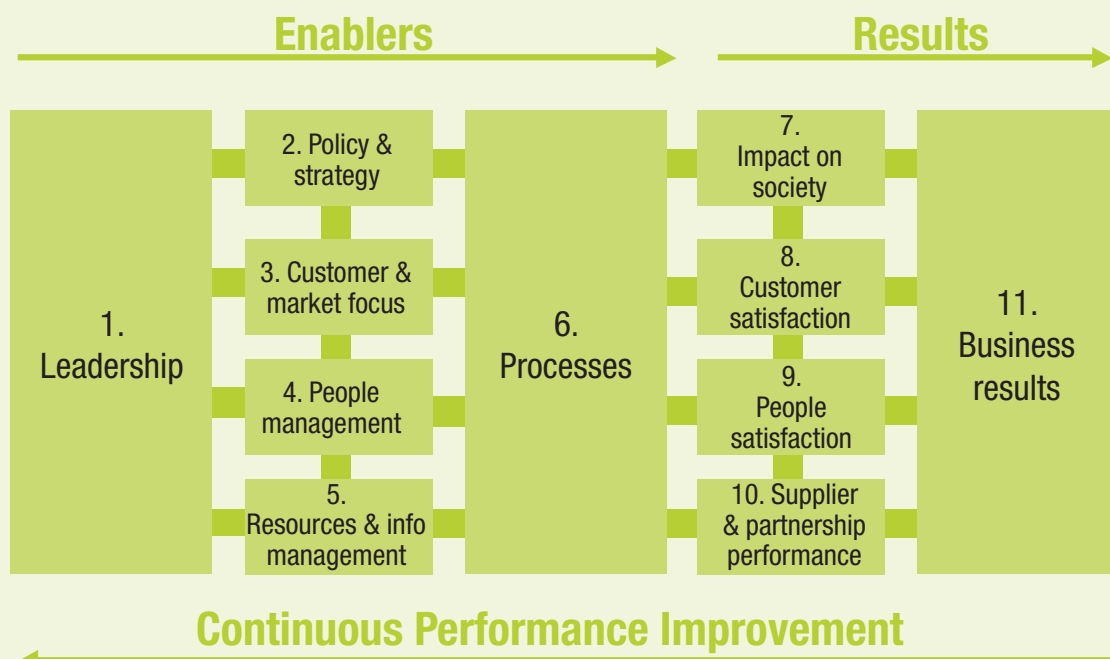 Enablers
Results
1.
Leadership
2. Policy &
strategy
3. Customer &
market focus
4. People
management
5.
Resources & info
management
6.
Processes
7.
Impact on
society
8.
Customer
satisfaction
9.
People
satisfaction
10. Supplier
& partnership
performance
11.
Business
results
Continuous Performance Improvement